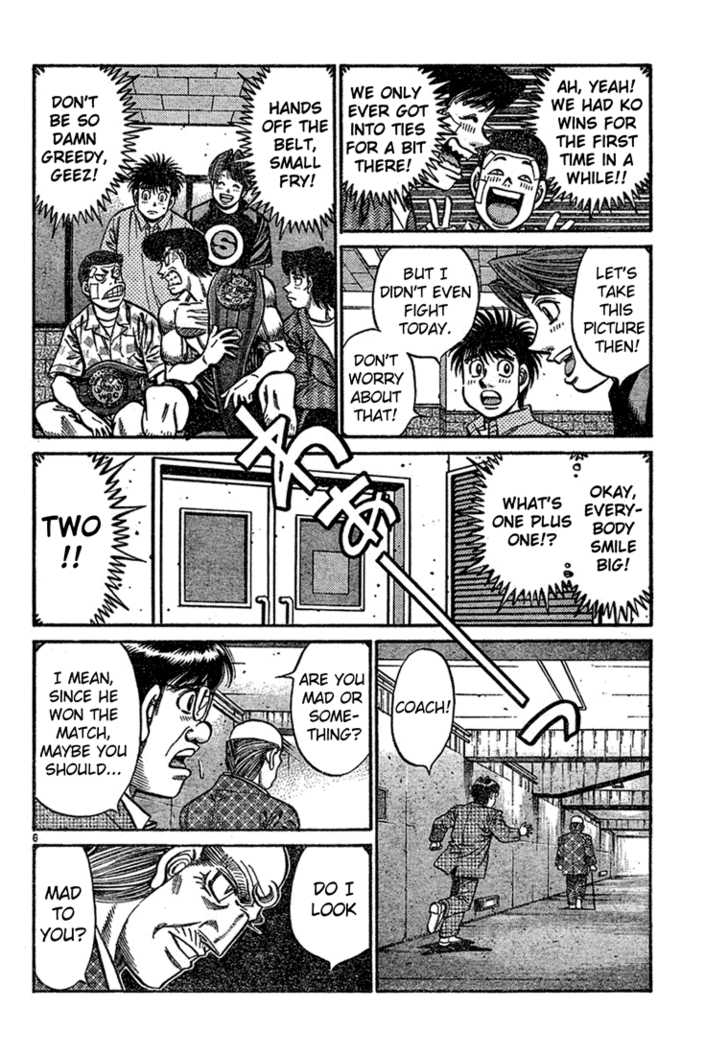 AH, YEAH!
WE HAD KO
WINS FOR
THE FIRST
TIME IN A
WHILE!!
WE ONLY
EVER GOT
INTO TIES
FOR A BIT
THERE!
HANDS
OFF THE
BELT,
SMALL
FRY!
DON'T
BE SO
DAMN
GREEDY,
GEEZ!
S
LET'S
TAKE
THIS
PICTURE
THEN!
BUT I
DIDN'T EVEN
FIGHT
TODAY.
DON'T
WORRY
ABOUT
THAT!
OKAY,
EVERY-
BODY
SMILE
BIG!
WHAT'S
ONE PLUS
ONE!?
TWO
!!
COACH!
ARE YOU
MAD OR
SOME-
THING?
I MEAN,
SINCE HE
WON THE
MATCH,
MAYBE YOU
SHOULD...
6
DO I
LOOK
MAD
TO
YOU?